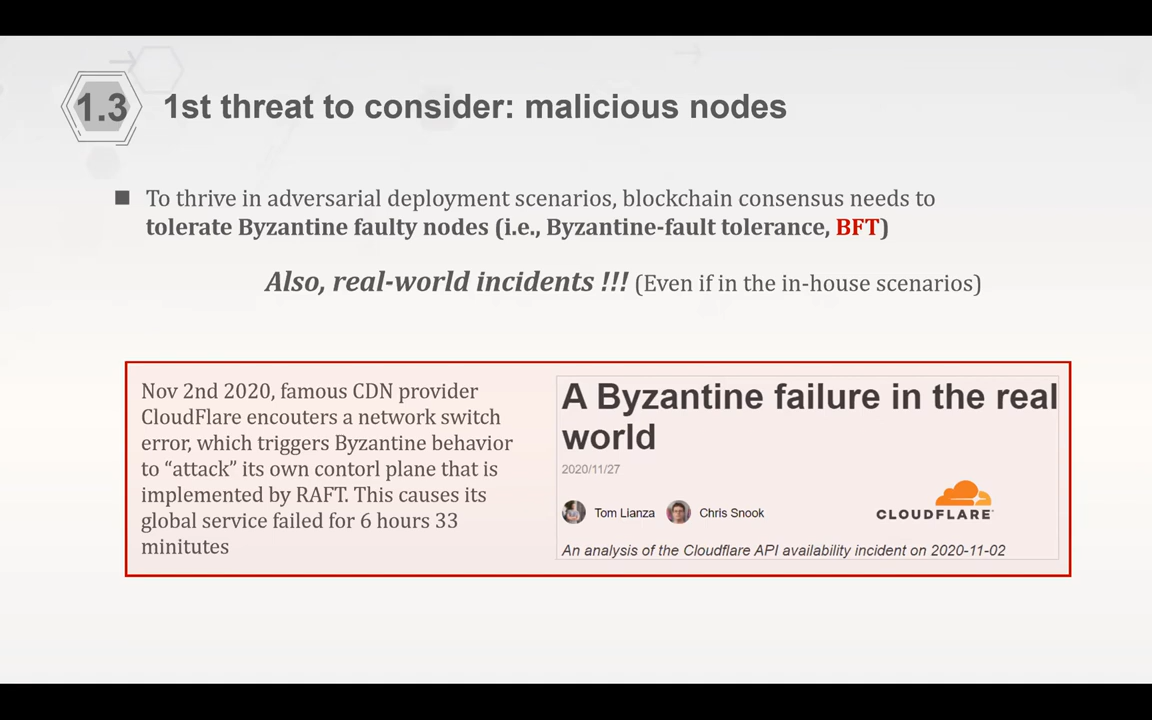 1.3
1st threat to consider: malicious nodes
To thrive in adversarial deployment scenarios, blockchain consensus needs to
tolerate Byzantine faulty nodes (i.e., Byzantine-fault tolerance, BFT)
Also, real-world incidents !!! (Even if in the in-house scenarios)
Nov 2nd 2020, famous CDN provider
CloudFlare encouters a network switch
error, which triggers Byzantine behavior
to “attack” its own contorl plane that is
implemented by RAFT. This causes its
global service failed for 6 hours 33
minitutes
A Byzantine failure in the real
world
2020/11/27
Tom Lianza Chris Snook
CLOUDFLARE
An analysis of the Cloudflare API availability incident on 2020-11-02